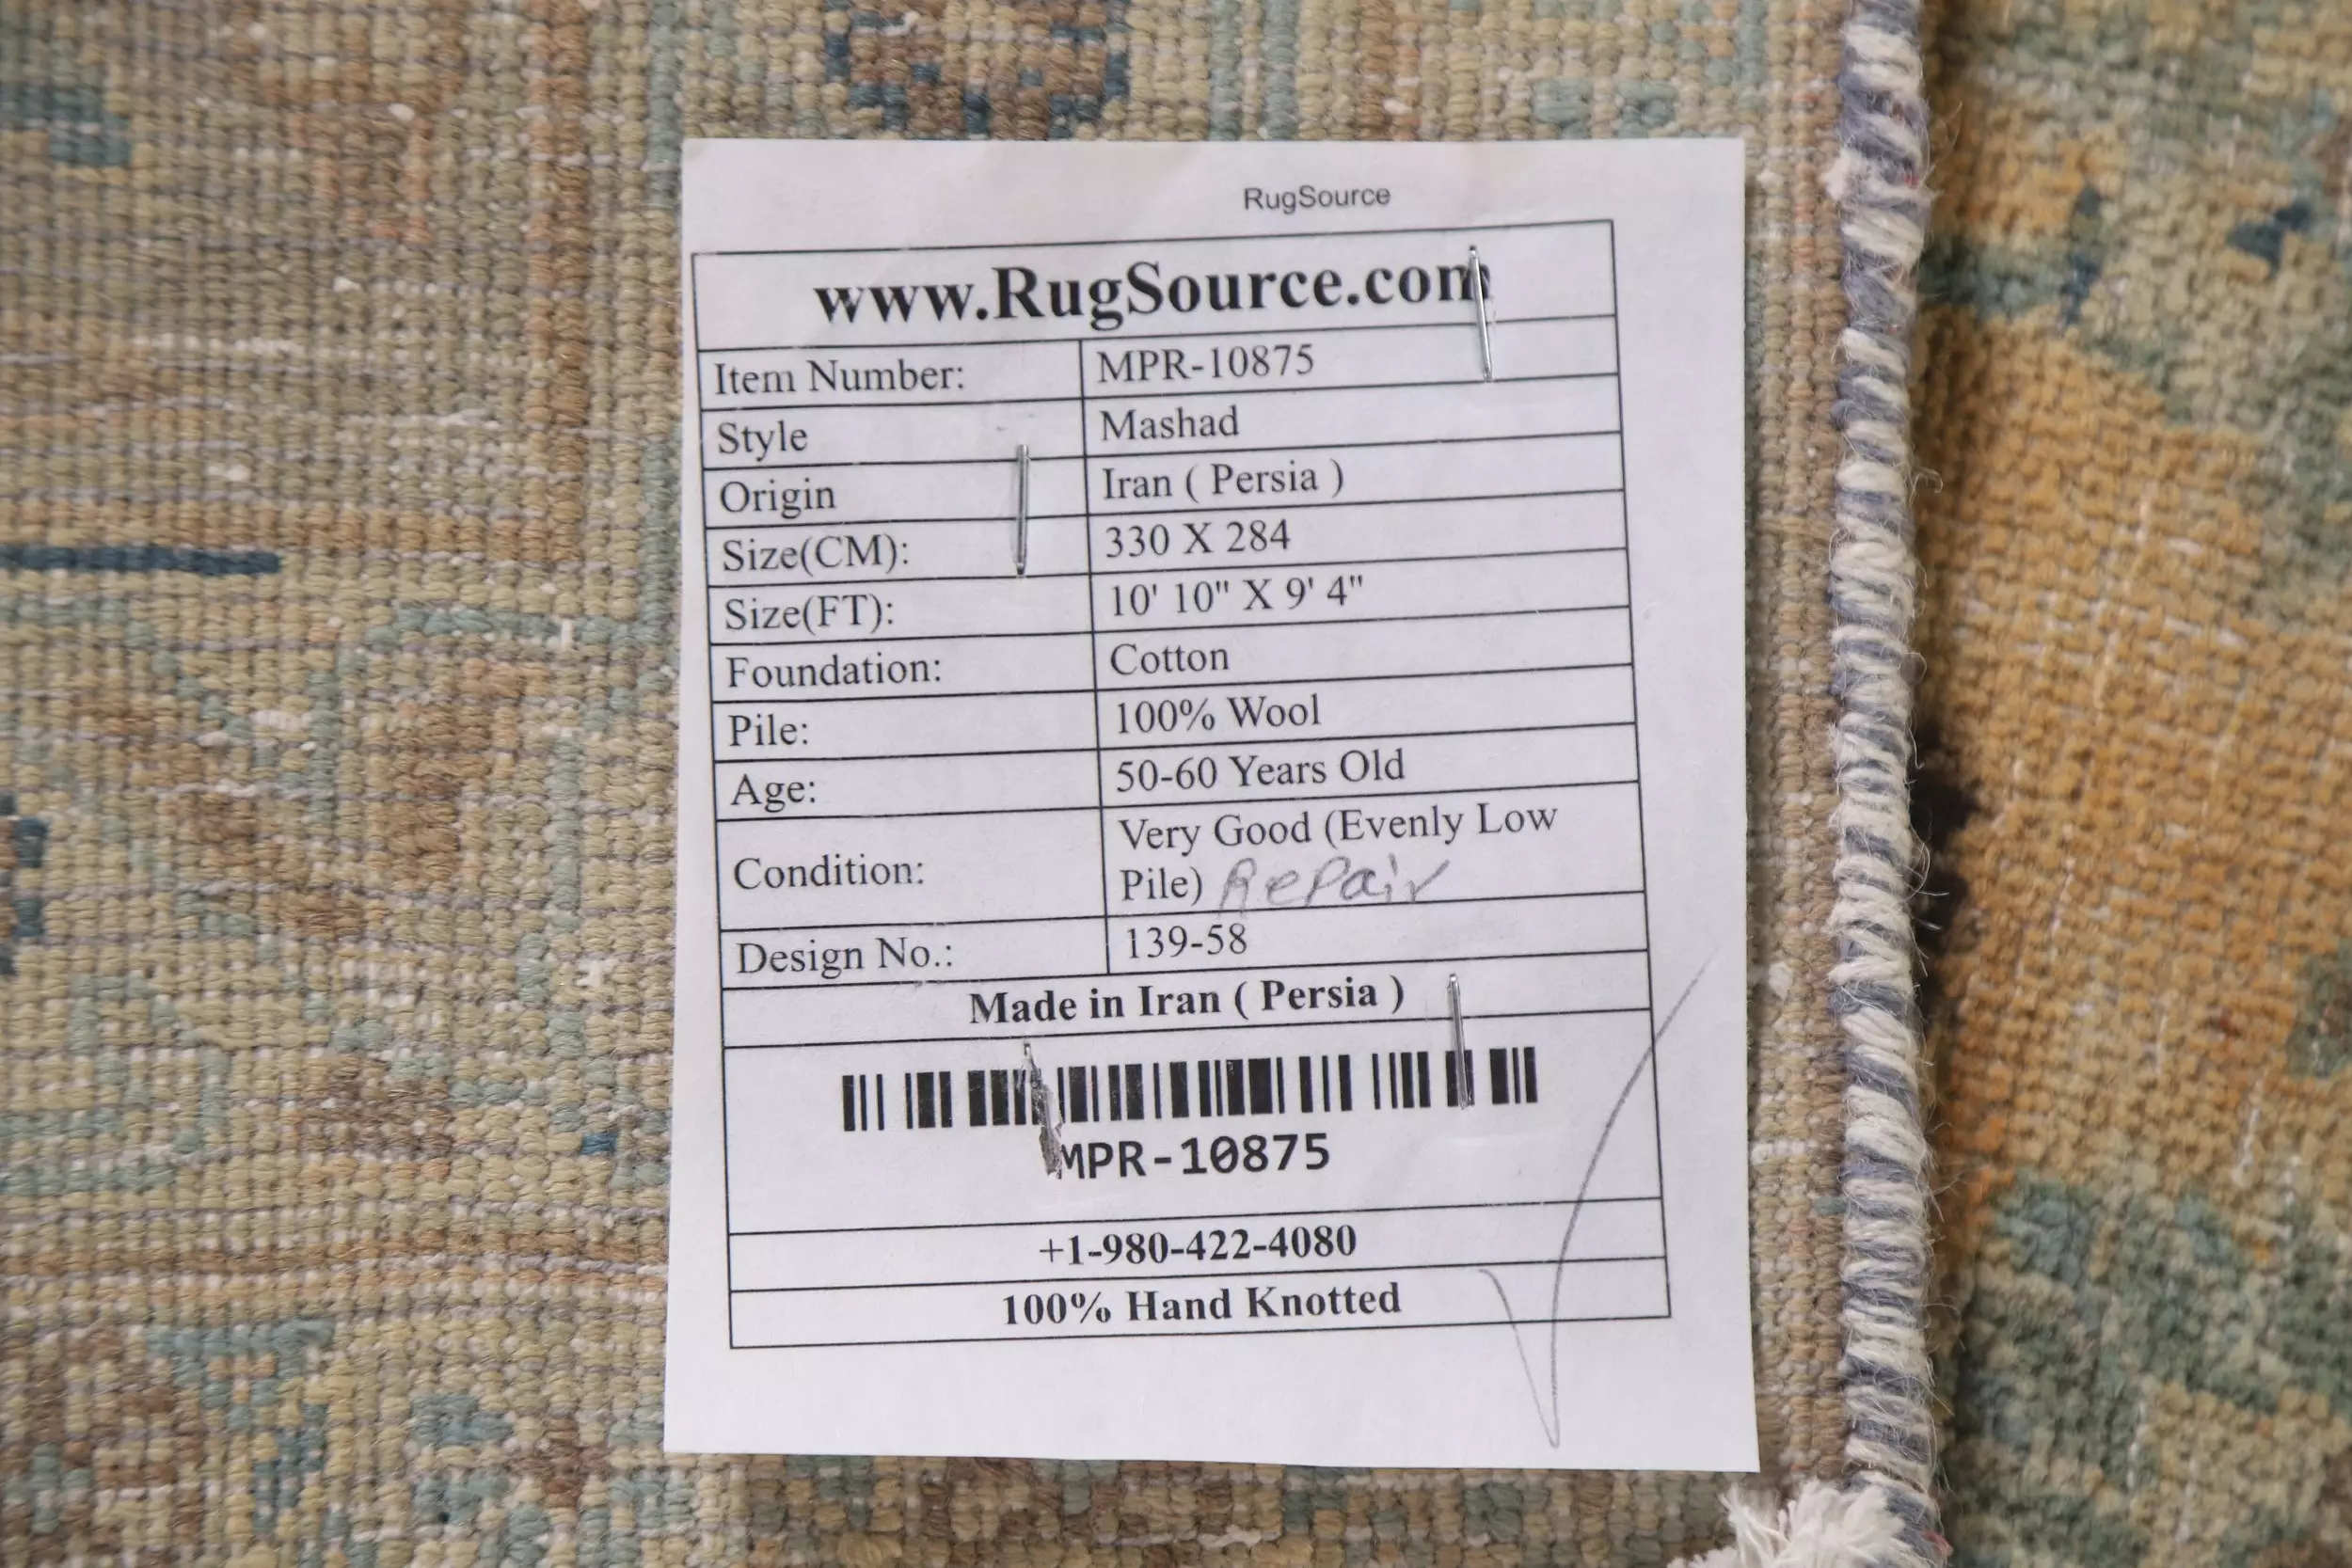 RugSource
www.RugSource.com
Item Number: MPR-10875
Style Mashad
Origin Iran ( Persia )
Size(CM): 330 X 284
Size(FT): 10' 10" X 9' 4"
Foundation: Cotton
Pile: 100% Wool
Age: 50-60 Years Old
Condition: Very Good (Evenly Low
Pile) Repair
Design No.: 139-58
Made in Iran ( Persia )
MPR-10875
+1-980-422-4080
100% Hand Knotted